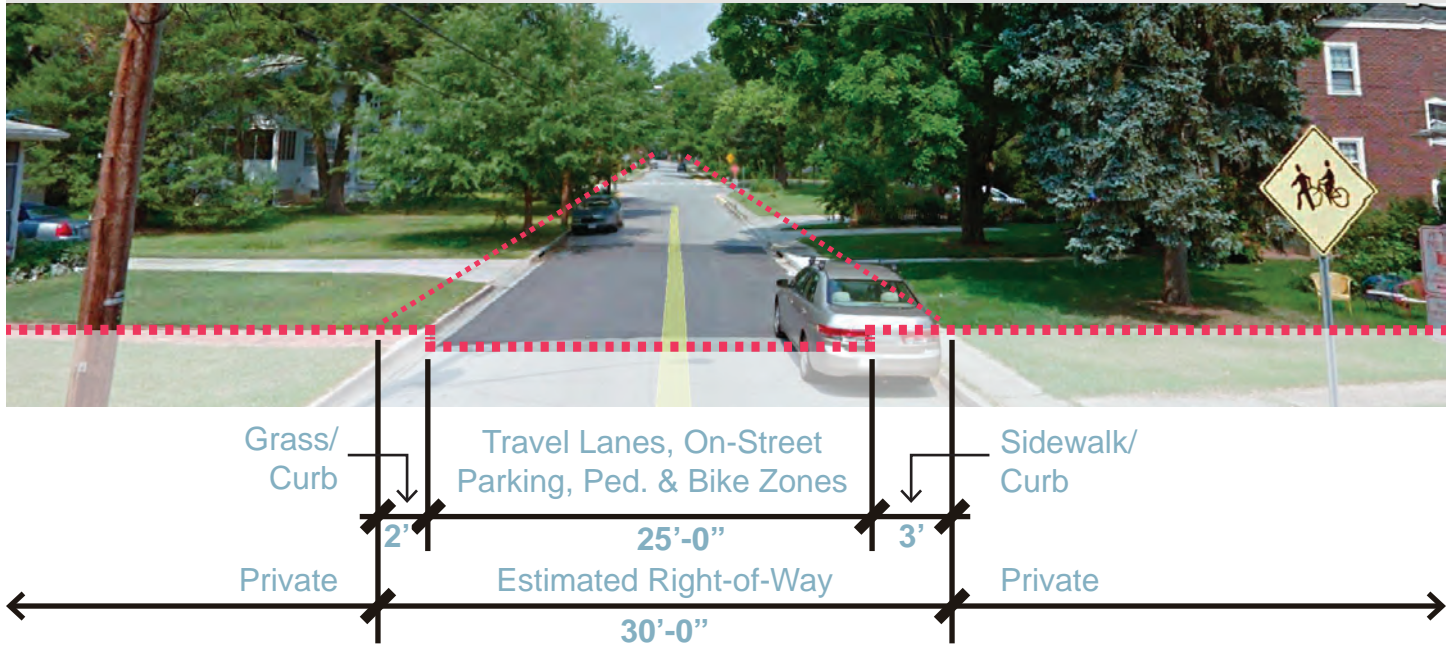 Grass/
Curb
Travel Lanes, On-Street
Parking, Ped. & Bike Zones
Sidewalk/
Curb
2’
25’-0”
3’
Private
Estimated Right-of-Way
Private
30’-0”